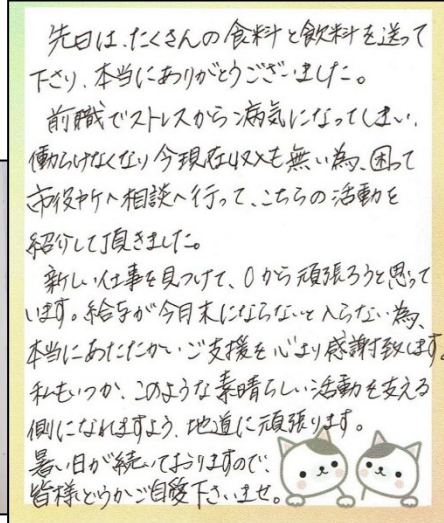 先日は、たくさんの食料と飲料を送って
下さり、本当にありがとうございました。
前職でストレスから病気になってしまい、
働らけなくなり今現在収入も無い為、困って
市役所へ相談へ行って、こちらの活動を
紹介して頂きました。
新しい仕事を見つけて、0から頑張ろうと思って
います。給与が今月末にならないと入らない為、
本当にあたたかいご支援を心より感謝致します。
私もいつか、このような素晴らしい活動を支える
側になれますよう、地道に頑張ります。
暑い日が続いておりますので、
皆様どうかご自愛下さいませ。